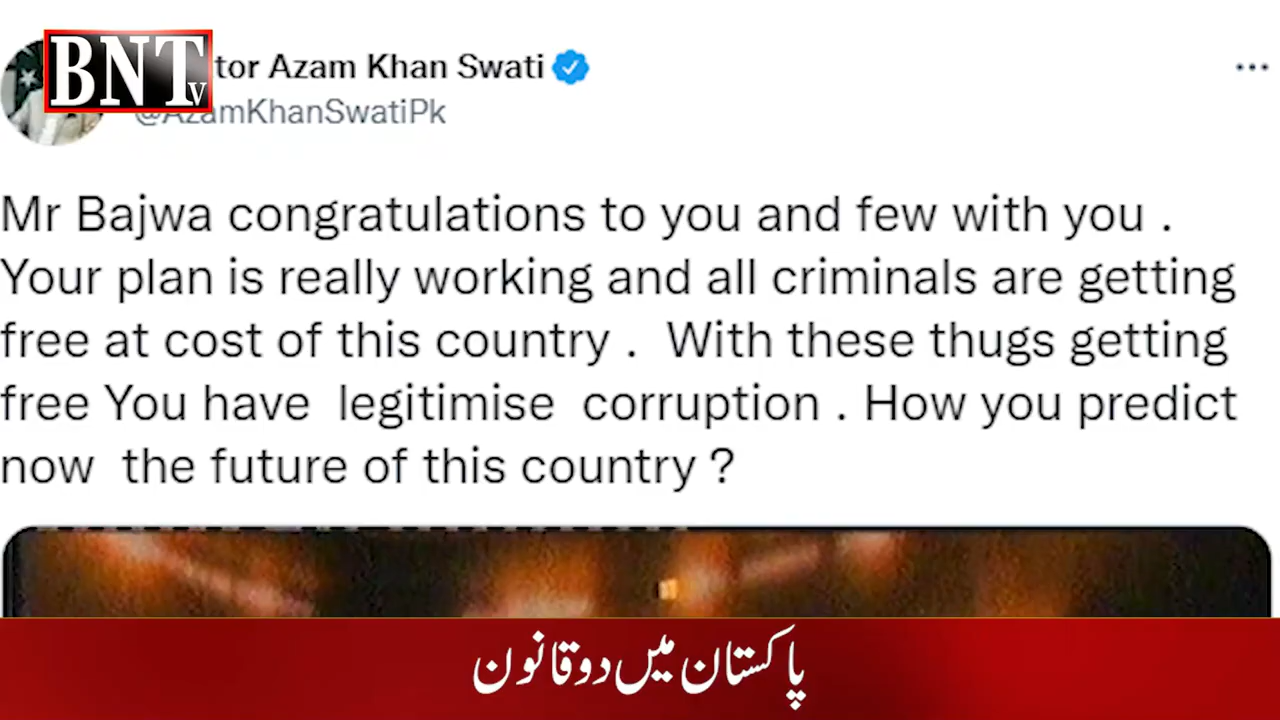 BNT
TV
tor Azam Khan Swati
@AzamKhanSwatiPk
Mr Bajwa congratulations to you and few with you .
Your plan is really working and all criminals are getting
free at cost of this country . With these thugs getting
free You have legitimise corruption . How you predict
now the future of this country ?
پاکستان میں دو قانون